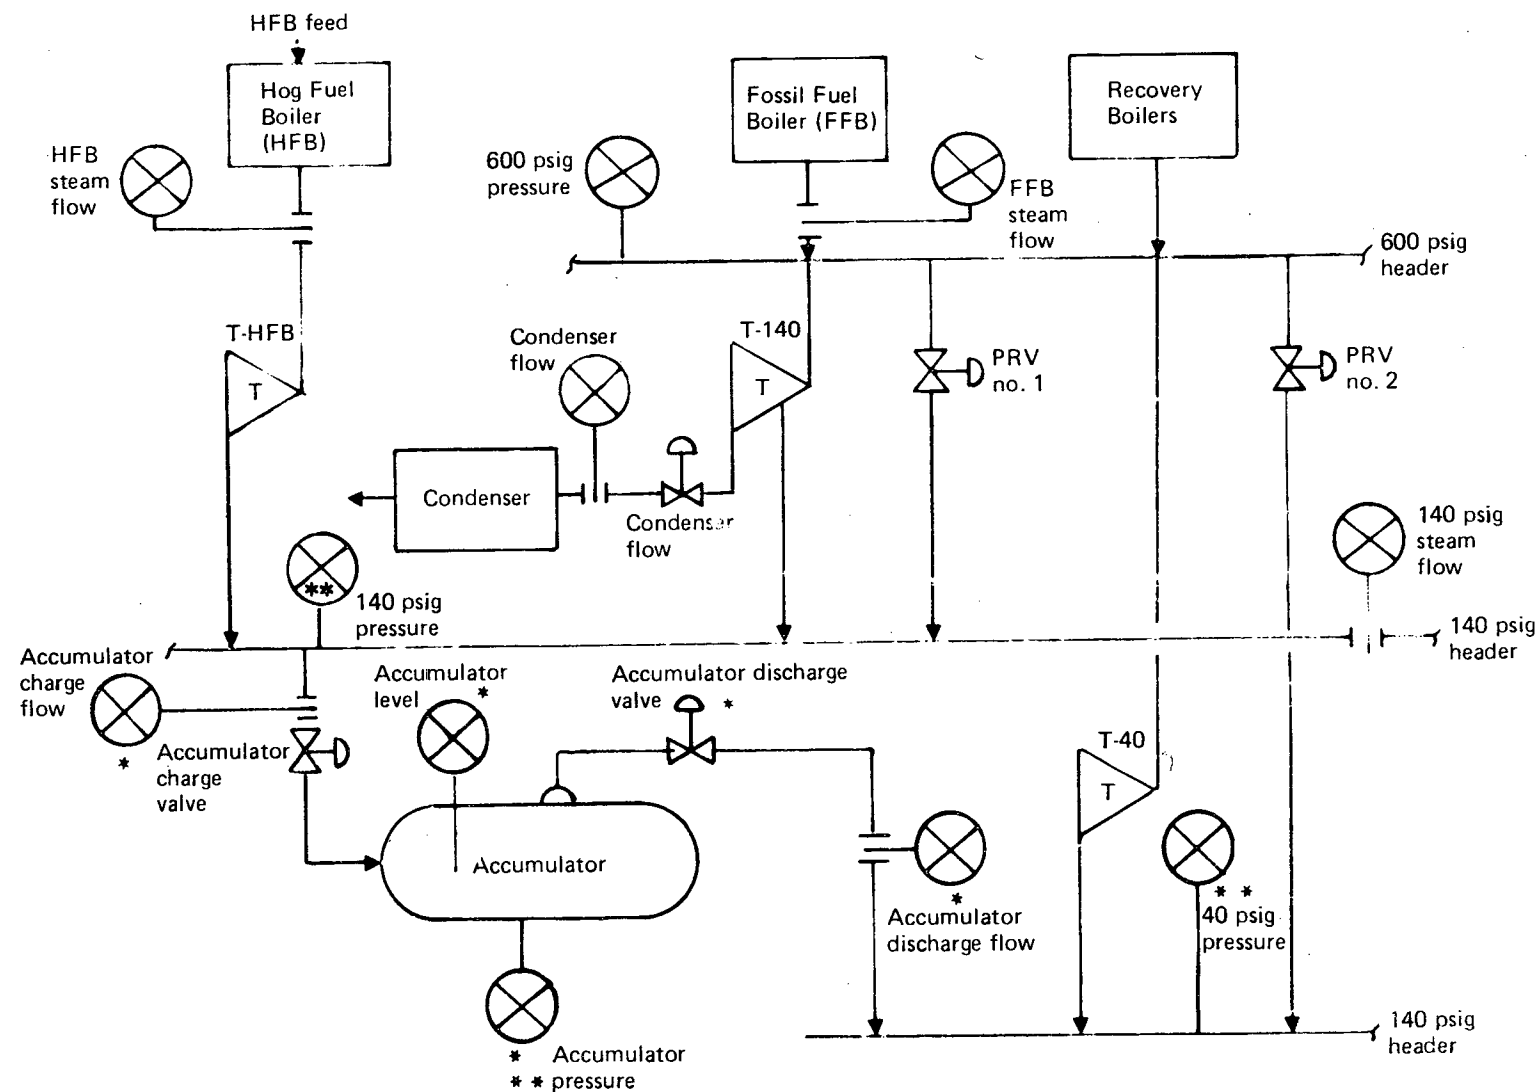 HFB feed
Hog Fuel
Boiler
(HFB)
Fossil Fuel
Boiler (FFB)
Recovery
Boilers
HFB
steam
flow
600 psig
pressure
FFB
steam
flow
600 psig
header
T-HFB
T
Condenser
flow
T-140
T
PRV
no. 1
PRV
no. 2
Condenser
Condenser
flow
140 psig
steam
flow
**
140 psig
pressure
140 psig
header
Accumulator
charge
flow
*
Accumulator
level
*
Accumulator discharge
valve
*
Accumulator
charge
valve
T-40
T
Accumulator
*
Accumulator
discharge flow
* *
40 psig
pressure
* Accumulator
* * pressure
140 psig
header